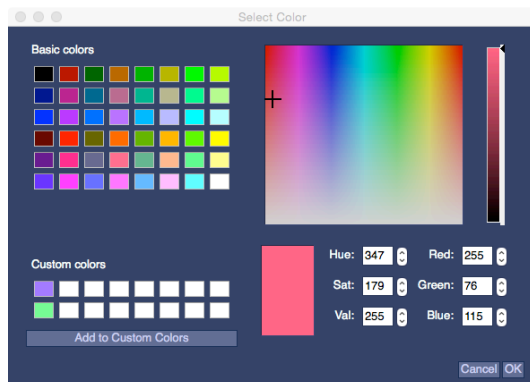 Select Color
Basic colors
Custom colors
Add to Custom Colors
Hue: 347 Red: 255
Sat: 179 Green: 76
Val: 255 Blue: 115
Cancel OK